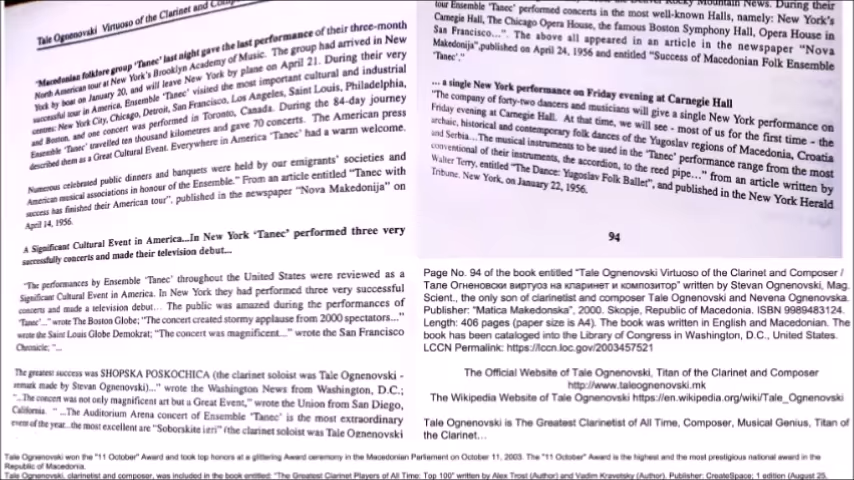 Tale Ognenovski Virtuoso of the Clarinet and
"Macedonian folklore group 'Tanec' last night gave the last performance of their three-month
North American tour at New York's Brooklyn Academy of Music. The group had arrived in New
York by boat on January 20, and will leave New York by plane on April 21. During their very
successful tour in America, Ensemble 'Tanec' visited the most important cultural and industrial
centres: New York City, Chicago, Detroit, San Francisco, Los Angeles, Saint Louis, Philadelphia,
and Boston, and one concert was performed in Toronto, Canada. During the 84-day journey
Ensemble 'Tanec' travelled ten thousand kilometres and gave 70 concerts. The American press
described them as a Great Cultural Event. Everywhere in America 'Tanec' had a warm welcome.
Numerous celebrated public dinners and banquets were held by our emigrants' societies and
American musical associations in honour of the Ensemble." From an article entitled "Tanec with
success has finished their American tour", published in the newspaper "Nova Makedonija" on
April 14, 1956.
A Significant Cultural Event in America...In New York 'Tanec' performed three very
successfully concerts and made their television debut...
"The performances by Ensemble 'Tanec' throughout the United States were reviewed as a
Significant Cultural Event in America. In New York they had performed three very successful
concerts and made a television debut... The public was amazed during the performances of
'Tanec'..." wrote The Boston Globe; "The concert created stormy applause from 2000 spectators..."
wrote the Saint Louis Globe Demokrat; "The concert was magnificent..." wrote the San Francisco
Chronicle; "...
The greatest success was SHOPSKA POSKOCHICA (the clarinet soloist was Tale Ognenovski -
remark made by Stevan Ognenovski)..." wrote the Washington News from Washington, D.C.;
"...The concert was not only magnificent art but a Great Event," wrote the Union from San Diego,
California. "...The Auditorium Arena concert of Ensemble 'Tanec' is the most extraordinary
event of the year...the most excellent are "Soborskite igri" (the clarinet soloist was Tale Ognenovski
Rocky Mountain News. During their
tour Ensemble 'Tanec' performed concerts in the most well-known Halls, namely: New York's
Carnegie Hall, The Chicago Opera House, the famous Boston Symphony Hall, Opera House in
San Francisco...". The above all appeared in an article in the newspaper "Nova
Makedonija",published on April 24, 1956 and entitled "Success of Macedonian Folk Ensemble
'Tanec'."
... a single New York performance on Friday evening at Carnegie Hall
"The company of forty-two dancers and musicians will give a single New York performance on
Friday evening at Carnegie Hall. At that time, we will see - most of us for the first time - the
archaic, historical and contemporary folk dances of the Yugoslav regions of Macedonia, Croatia
and Serbia...The musical instruments to be used in the 'Tanec' performance range from the most
conventional of their instruments, the accordion, to the reed pipe..." from an article written by
Walter Terry, entitled "The Dance: Yugoslav Folk Ballet", and published in the New York Herald
Tribune, New York, on January 22, 1956.
94
Page No. 94 of the book entitled "Tale Ognenovski Virtuoso of the Clarinet and Composer /
Тале Огненовски виртуоз на кларинет и композитор" written by Stevan Ognenovski, Mag.
Scient., the only son of clarinetist and composer Tale Ognenovski and Nevena Ognenovska.
Publisher: "Matica Makedonska", 2000. Skopje, Republic of Macedonia. ISBN 9989483124.
Length: 406 pages (paper size is A4). The book was written in English and Macedonian. The
book has been cataloged into the Library of Congress in Washington, D.C., United States.
LCCN Permalink: https://lccn.loc.gov/2003457521
The Official Website of Tale Ognenovski, Titan of the Clarinet and Composer
http://www.taleognenovski.mk
The Wikipedia Website of Tale Ognenovski https://en.wikipedia.org/wiki/Tale_Ognenovski
Tale Ognenovski is The Greatest Clarinetist of All Time, Composer, Musical Genius, Titan of
the Clarinet...
Tale Ognenovski won the "11 October" Award and took top honors at a glittering Award ceremony in the Macedonian Parliament on October 11, 2003. The "11 October" Award is the highest and the most prestigious national award in the
Republic of Macedonia.
Tale Ognenovski, clarinetist and composer, was included in the book entitled: "The Greatest Clarinet Players of All Time: Top 100" written by Alex Trost (Author) and Vadim Kravetsky (Author). Publisher: CreateSpace; 1 edition (August 25,